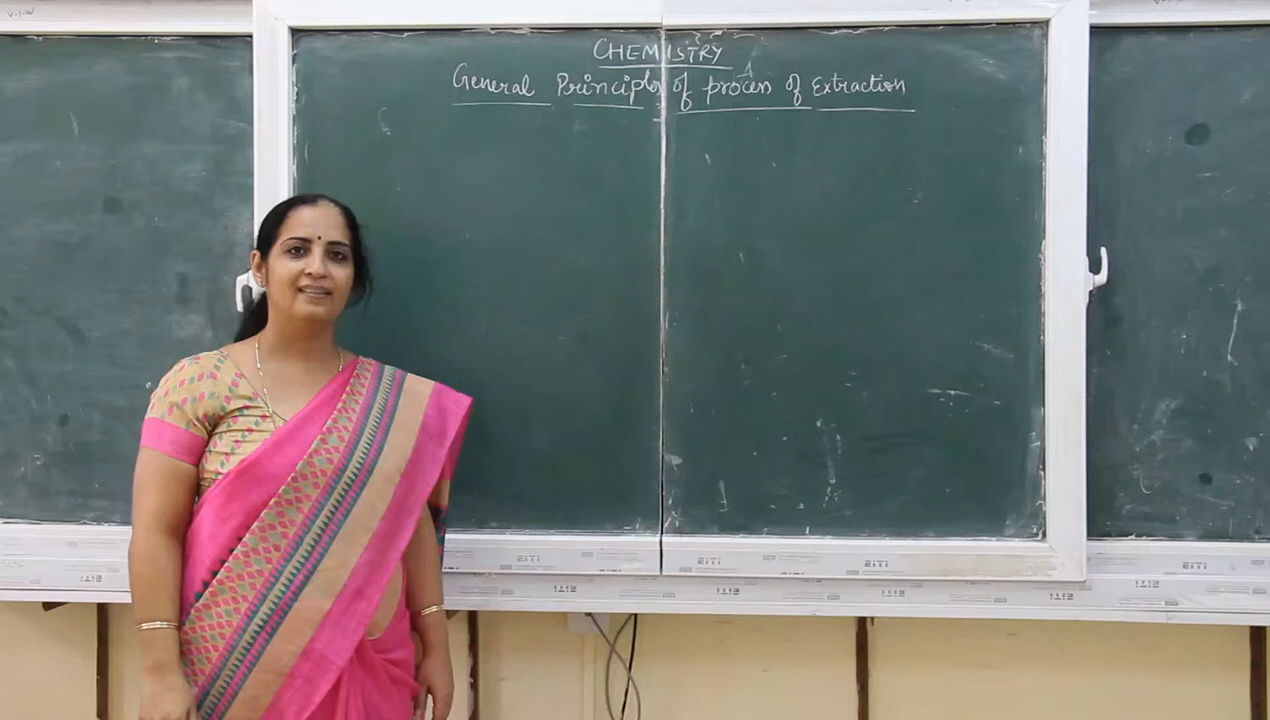 CHEMISTRY
General Principles of process of Extraction